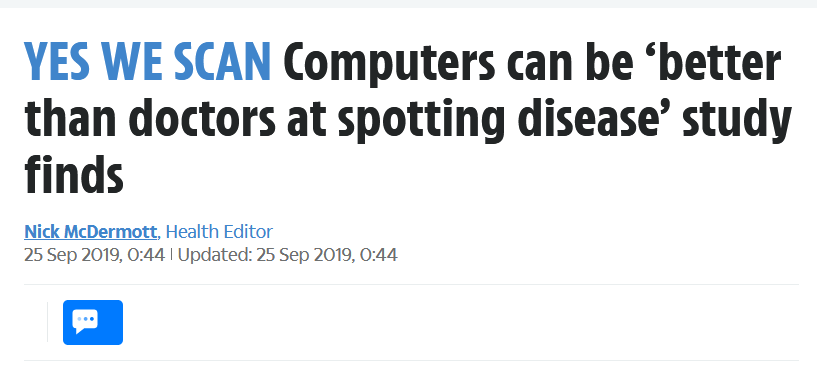 YES WE SCAN Computers can be ‘better
than doctors at spotting disease’ study
finds
Nick McDermott, Health Editor
25 Sep 2019, 0:44 | Updated: 25 Sep 2019, 0:44